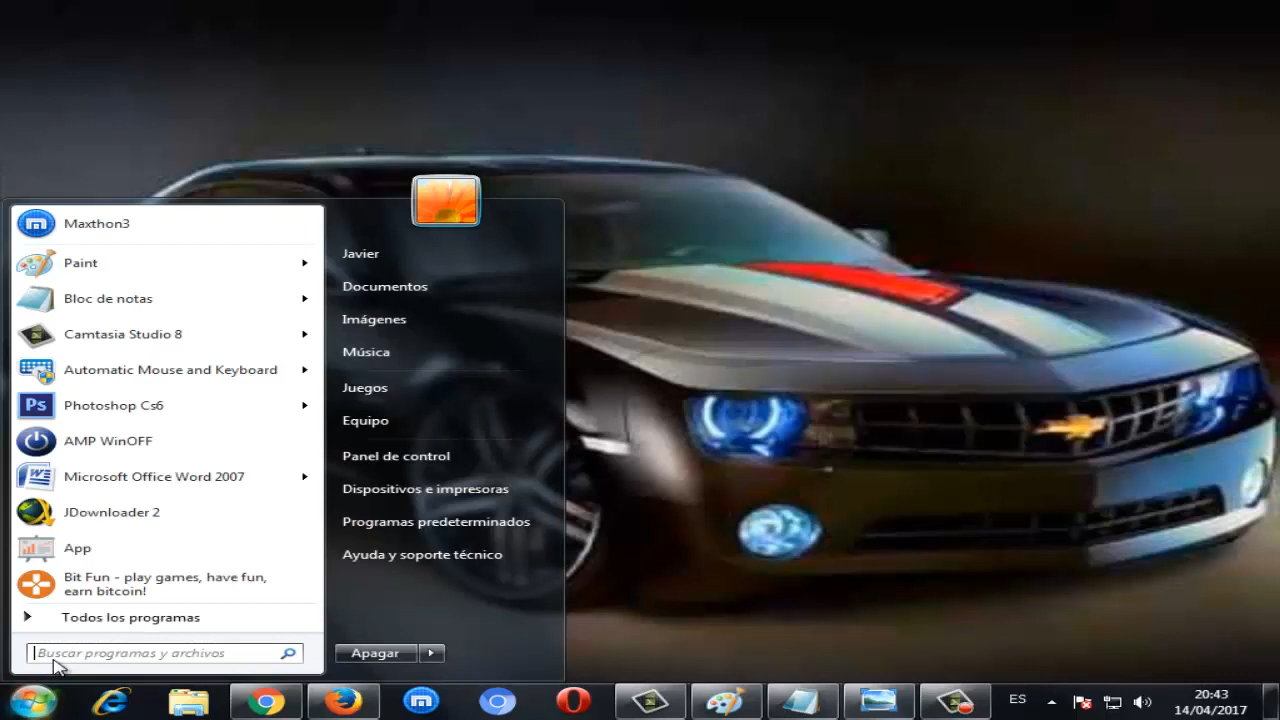 Maxthon3
Paint
Bloc de notas
Camtasia Studio 8
Automatic Mouse and Keyboard
Ps Photoshop Cs6
AMP WinOFF
Microsoft Office Word 2007
JDownloader 2
App
Bit Fun - play games, have fun,
earn bitcoin!
Todos los programas
Buscar programas y archivos
Javier
Documentos
Imágenes
Música
Juegos
Equipo
Panel de control
Dispositivos e impresoras
Programas predeterminados
Ayuda y soporte técnico
Apagar
ES
20:43
14/04/2017